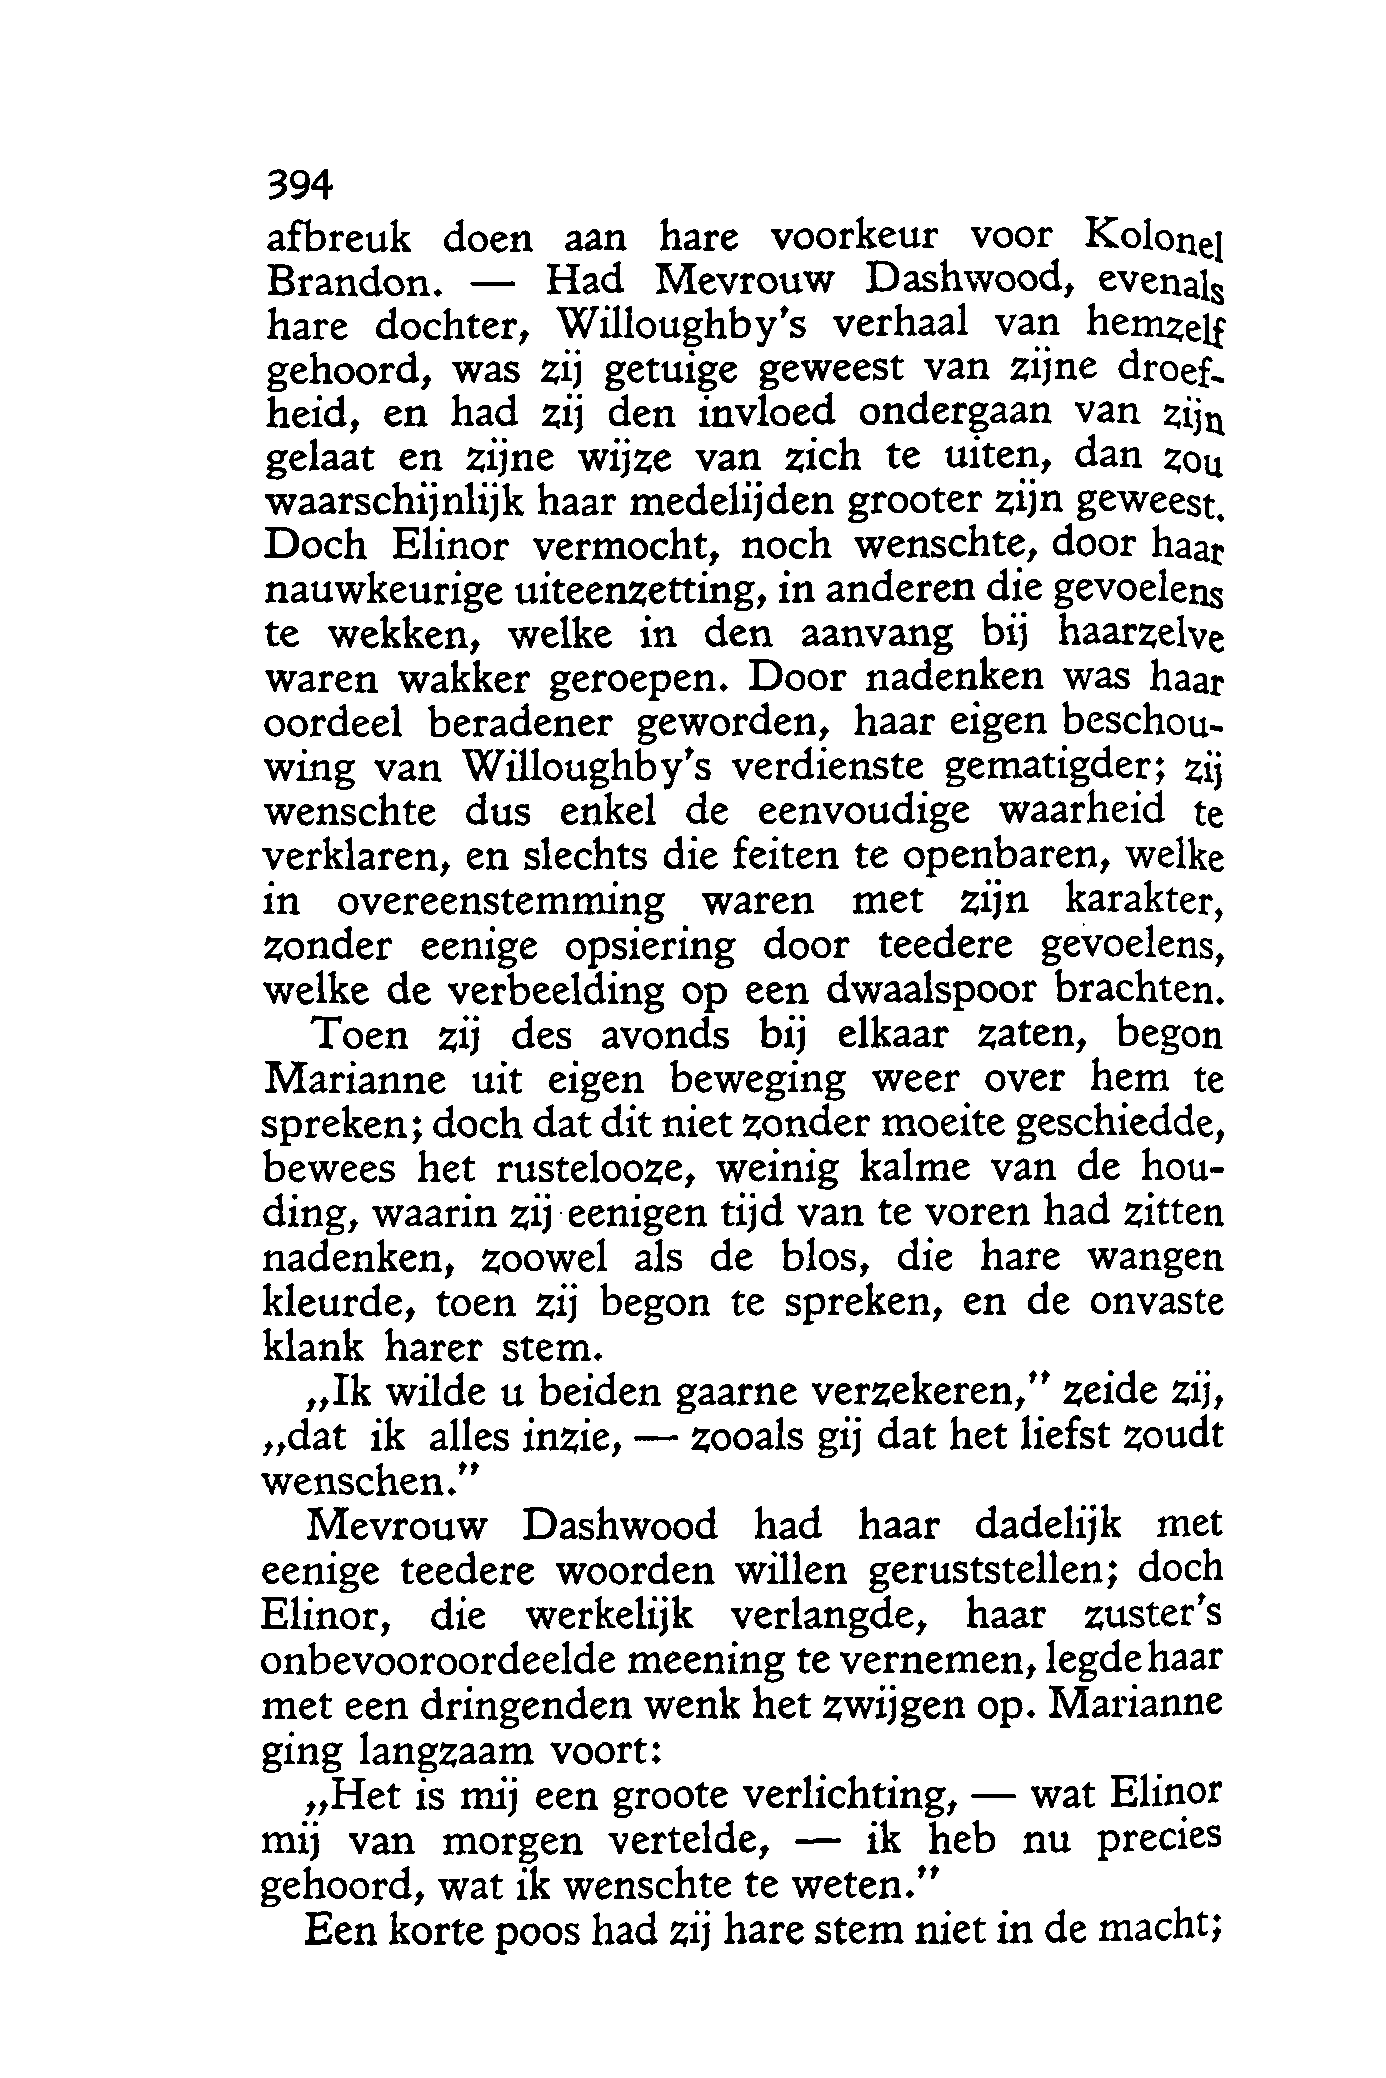 394
afbreuk doen aan hare voorkeur voor Kolonel
Brandon. — Had Mevrouw Dashwood, evenals
hare dochter, Willoughby's verhaal van hemzelf
gehoord, was zij getuige geweest van zijne droef-
heid, en had zij den invloed ondergaan van zijn
gelaat en zijne wijze van zich te uiten, dan zou
waarschijnlijk haar medelijden grooter zijn geweest.
Doch Elinor vermocht, noch wenschte, door haar
nauwkeurige uiteenzetting, in anderen die gevoelens
te wekken, welke in den aanvang bij haarzelve
waren wakker geroepen. Door nadenken was haar
oordeel beradener geworden, haar eigen beschou-
wing van Willoughby's verdienste gematigder; zij
wenschte dus enkel de eenvoudige waarheid te
verklaren, en slechts die feiten te openbaren, welke
in overeenstemming waren met zijn karakter,
zonder eenige opsiering door teedere gevoelens,
welke de verbeelding op een dwaalspoor brachten.
Toen zij des avonds bij elkaar zaten, begon
Marianne uit eigen beweging weer over hem te
spreken; doch dat dit niet zonder moeite geschiedde,
bewees het rustelooze, weinig kalme van de hou-
ding, waarin zij eenigen tijd van te voren had zitten
nadenken, zoowel als de blos, die hare wangen
kleurde, toen zij begon te spreken, en de onvaste
klank harer stem.
„Ik wilde u beiden gaarne verzekeren,” zeide zij,
„dat ik alles inzie, — zooals gij dat het liefst zoudt
wenschen.”
Mevrouw Dashwood had haar dadelijk met
eenige teedere woorden willen geruststellen; doch
Elinor, die werkelijk verlangde, haar zuster's
onbevooroordeelde meening te vernemen, legde haar
met een dringenden wenk het zwijgen op. Marianne
ging langzaam voort:
„Het is mij een groote verlichting, — wat Elinor
mij van morgen vertelde, — ik heb nu precies
gehoord, wat ik wenschte te weten.”
Een korte poos had zij hare stem niet in de macht;